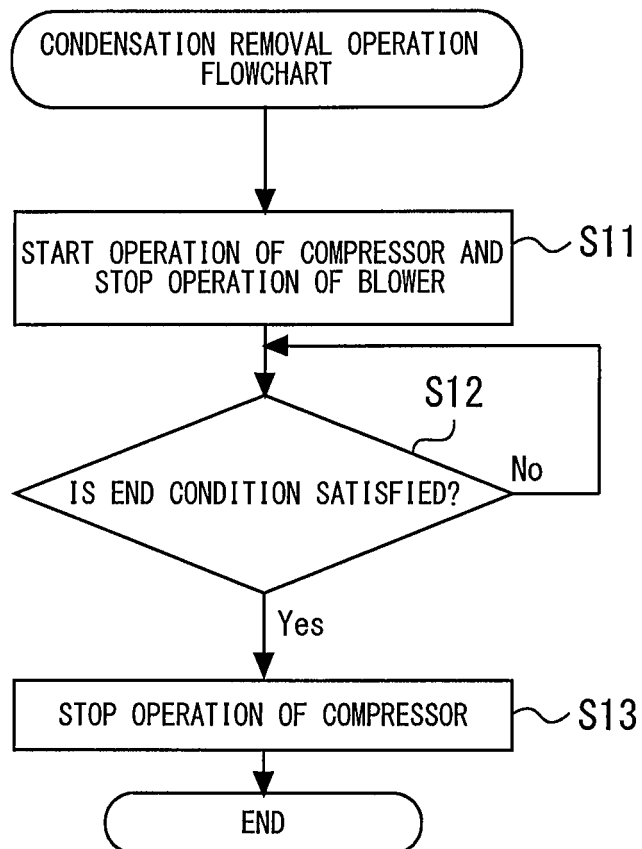 CONDENSATION REMOVAL OPERATION
FLOWCHART
START OPERATION OF COMPRESSOR AND
STOP OPERATION OF BLOWER
S11
S12
IS END CONDITION SATISFIED?
No
Yes
STOP OPERATION OF COMPRESSOR
S13
END